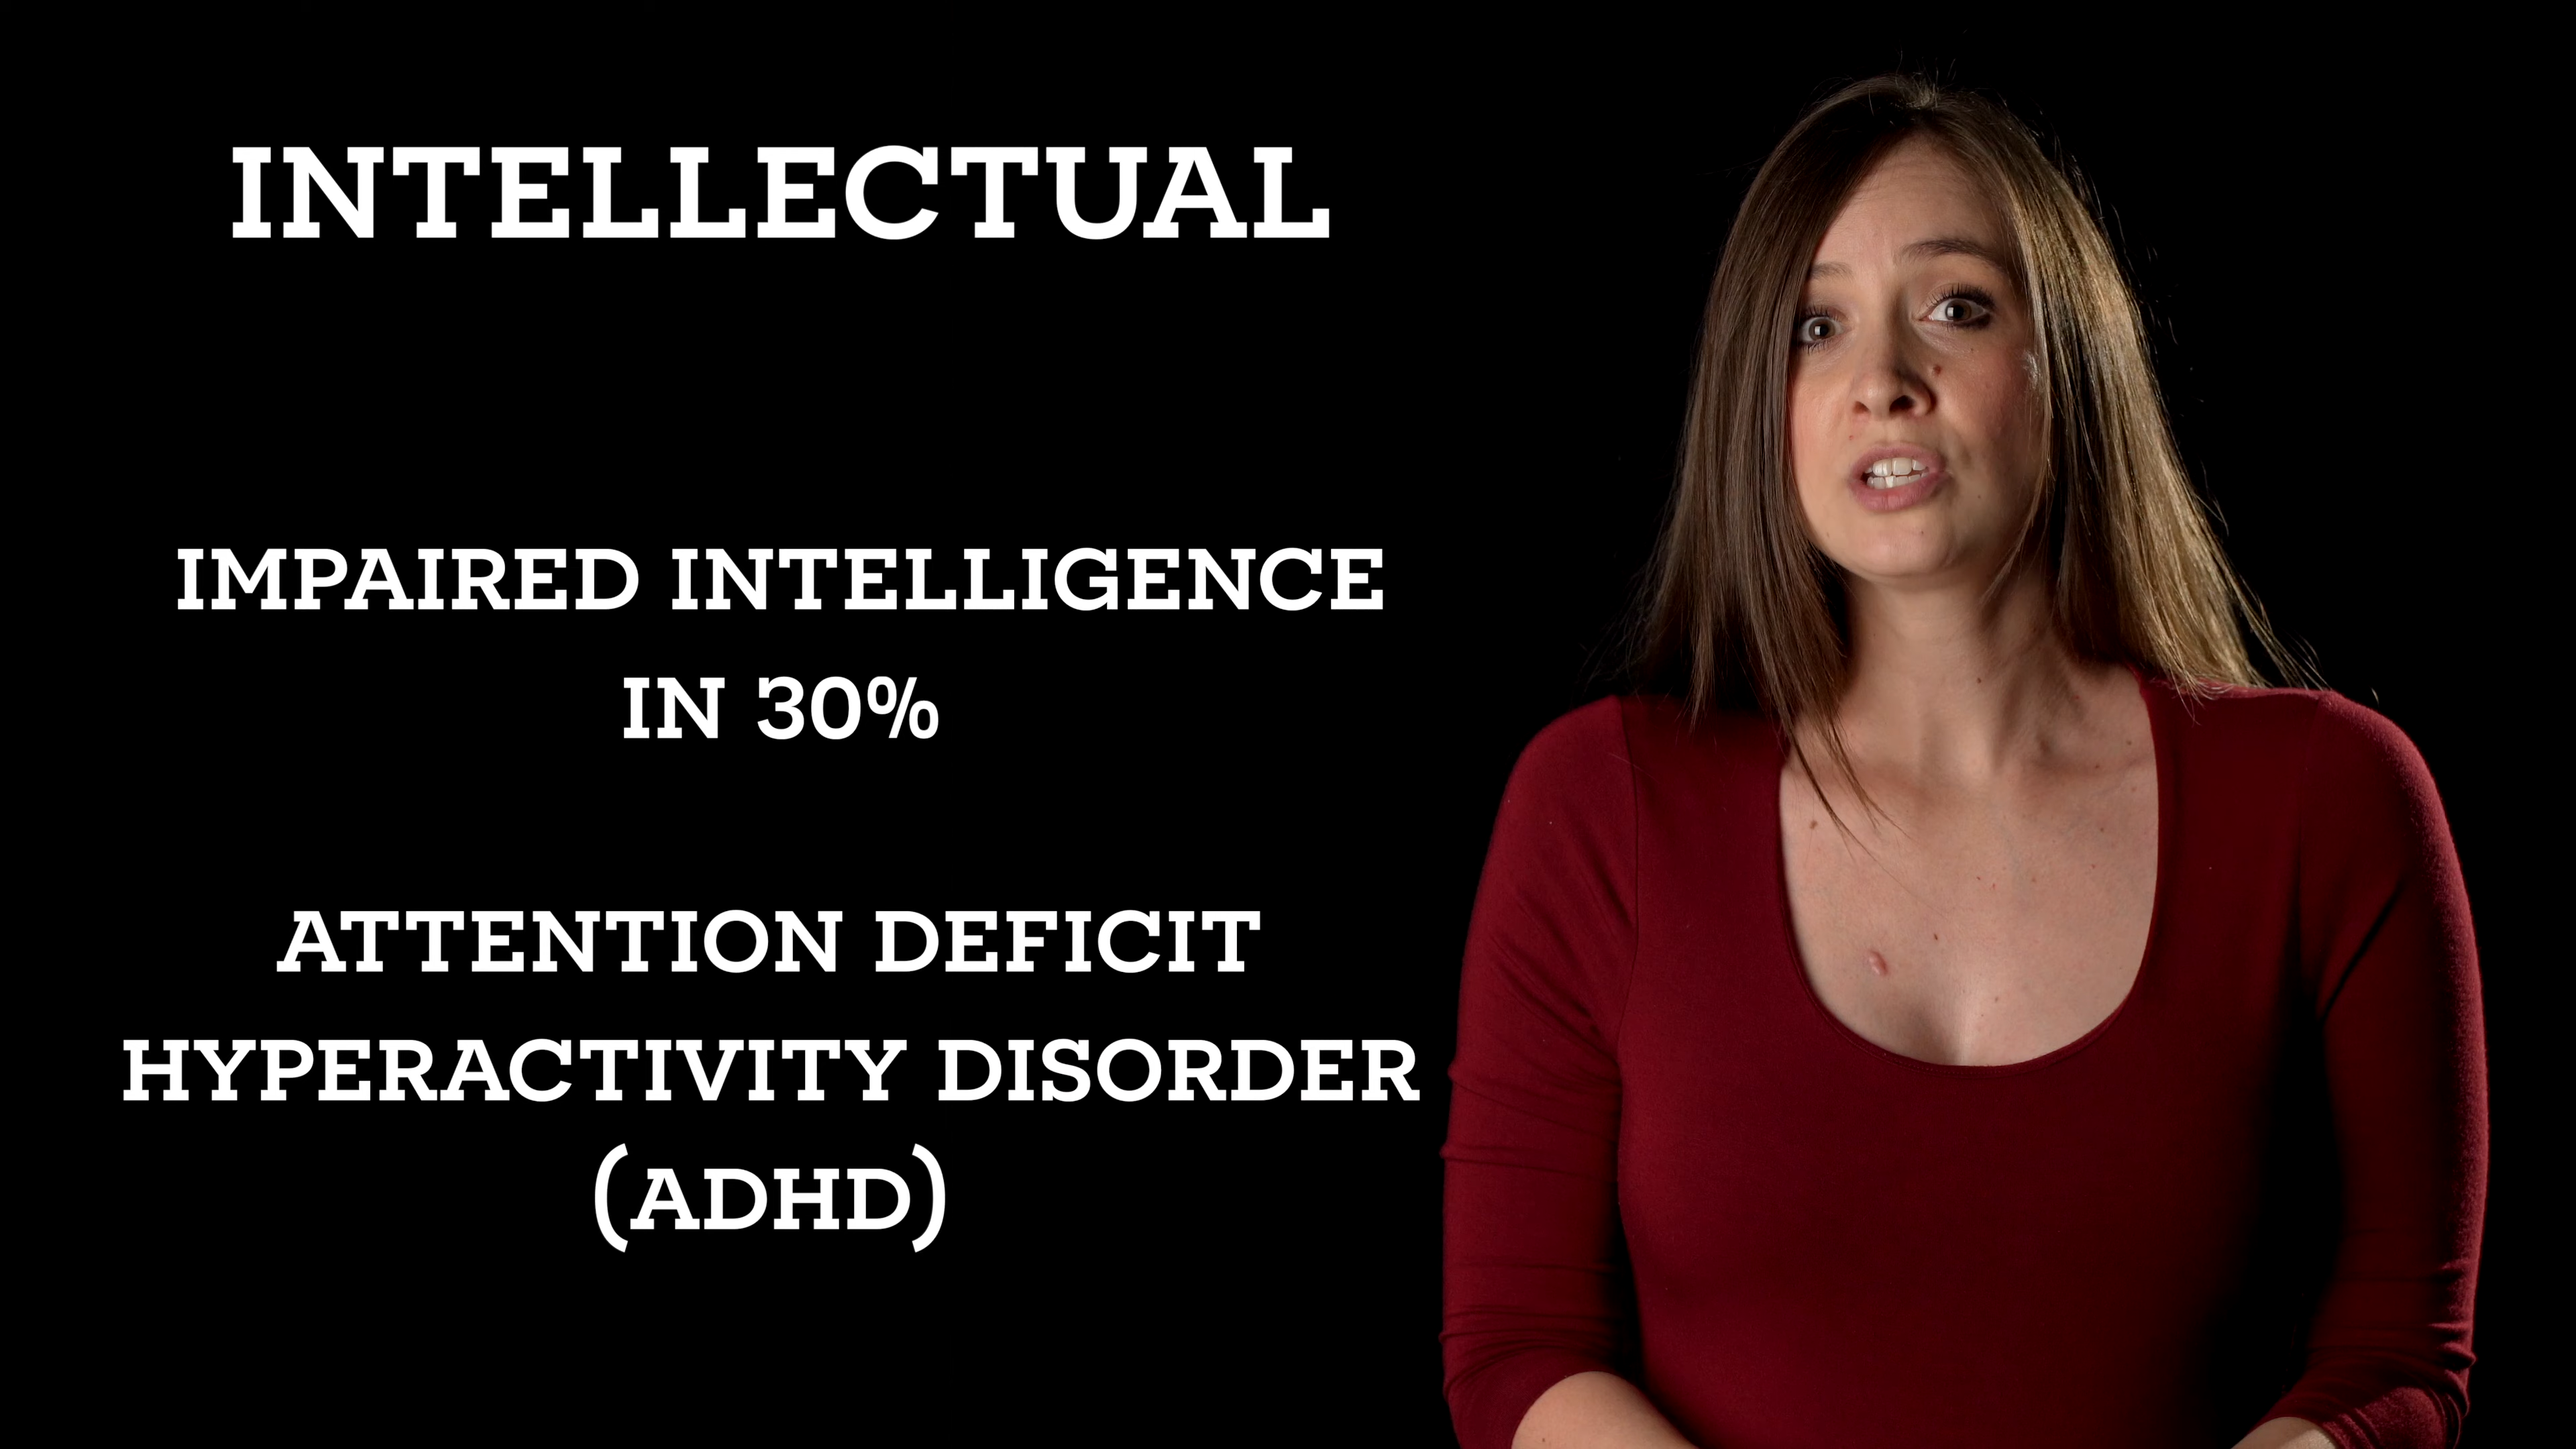 INTELLECTUAL
IMPAIRED INTELLIGENCE
IN 30%
ATTENTION DEFICIT
HYPERACTIVITY DISORDER
(ADHD)